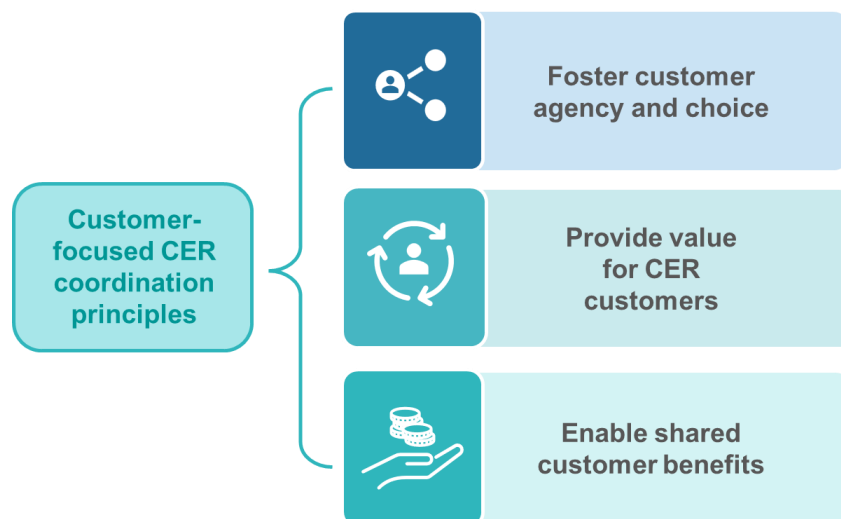 Customer-
focused CER
coordination
principles
Foster customer
agency and choice
Provide value
for CER
customers
Enable shared
customer benefits